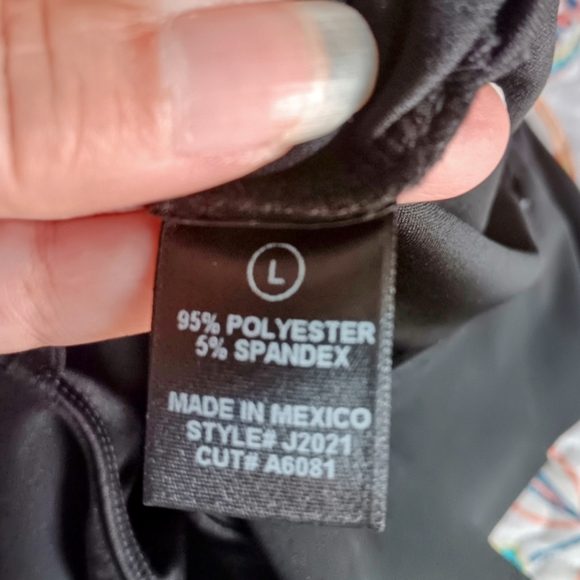 L
95% POLYESTER
5% SPANDEX
MADE IN MEXICO
STYLE# J2021
CUT# A6081